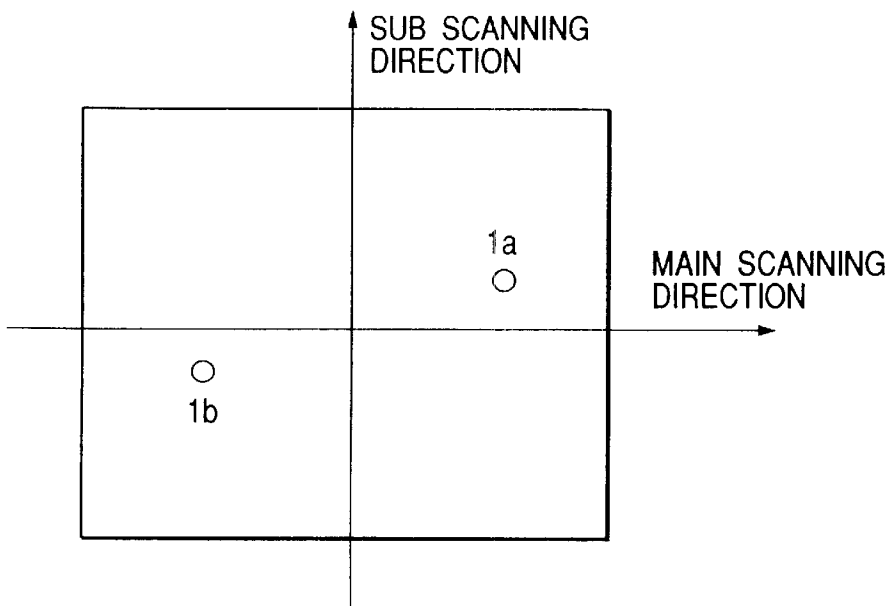 SUB SCANNING
DIRECTION
1a
MAIN SCANNING
DIRECTION
1b